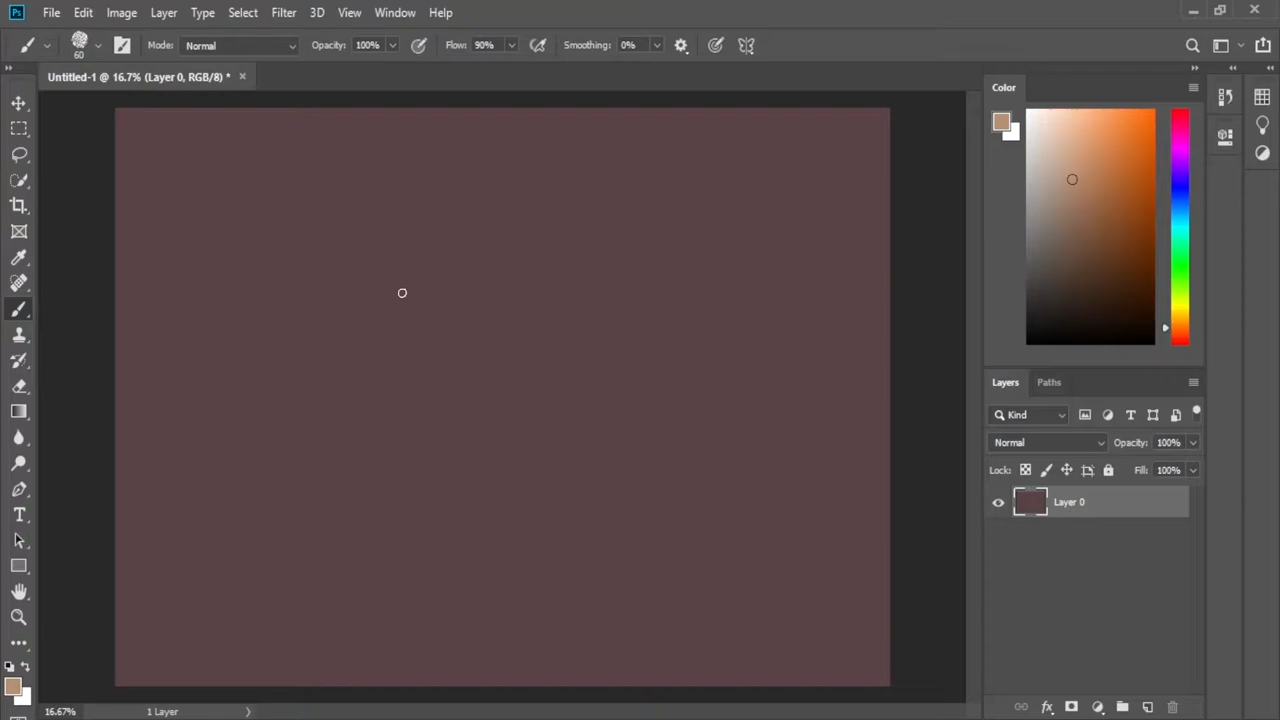 Ps File Edit Image Layer Type Select Filter 3D View Window Help
60 Mode: Normal Opacity: 100% Flow: 90% Smoothing: 0%
Untitled-1 @ 16.7% (Layer 0, RGB/8) *
Color
Layers Paths
Kind
Normal Opacity: 100%
Lock: Fill: 100%
Layer 0
16.67% 1 Layer